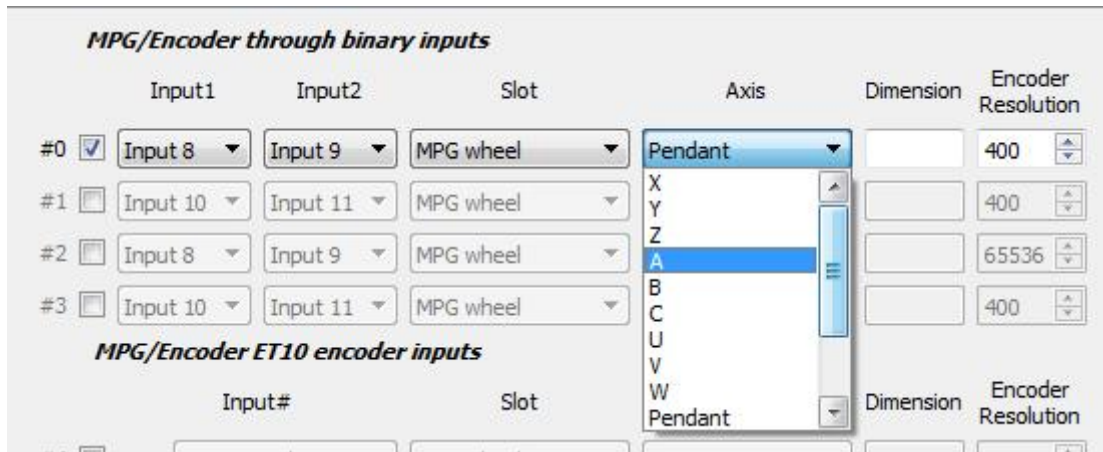 MPG/Encoder through binary inputs
Input1 Input2 Slot Axis Dimension Encoder Resolution
#0 Input 8 Input 9 MPG wheel Pendant 400
#1 Input 10 Input 11 MPG wheel 400
#2 Input 8 Input 9 MPG wheel 65536
#3 Input 10 Input 11 MPG wheel 400
X
Y
Z
A
B
C
U
V
W
Pendant
MPG/Encoder ET10 encoder inputs
Input# Slot Dimension Encoder Resolution